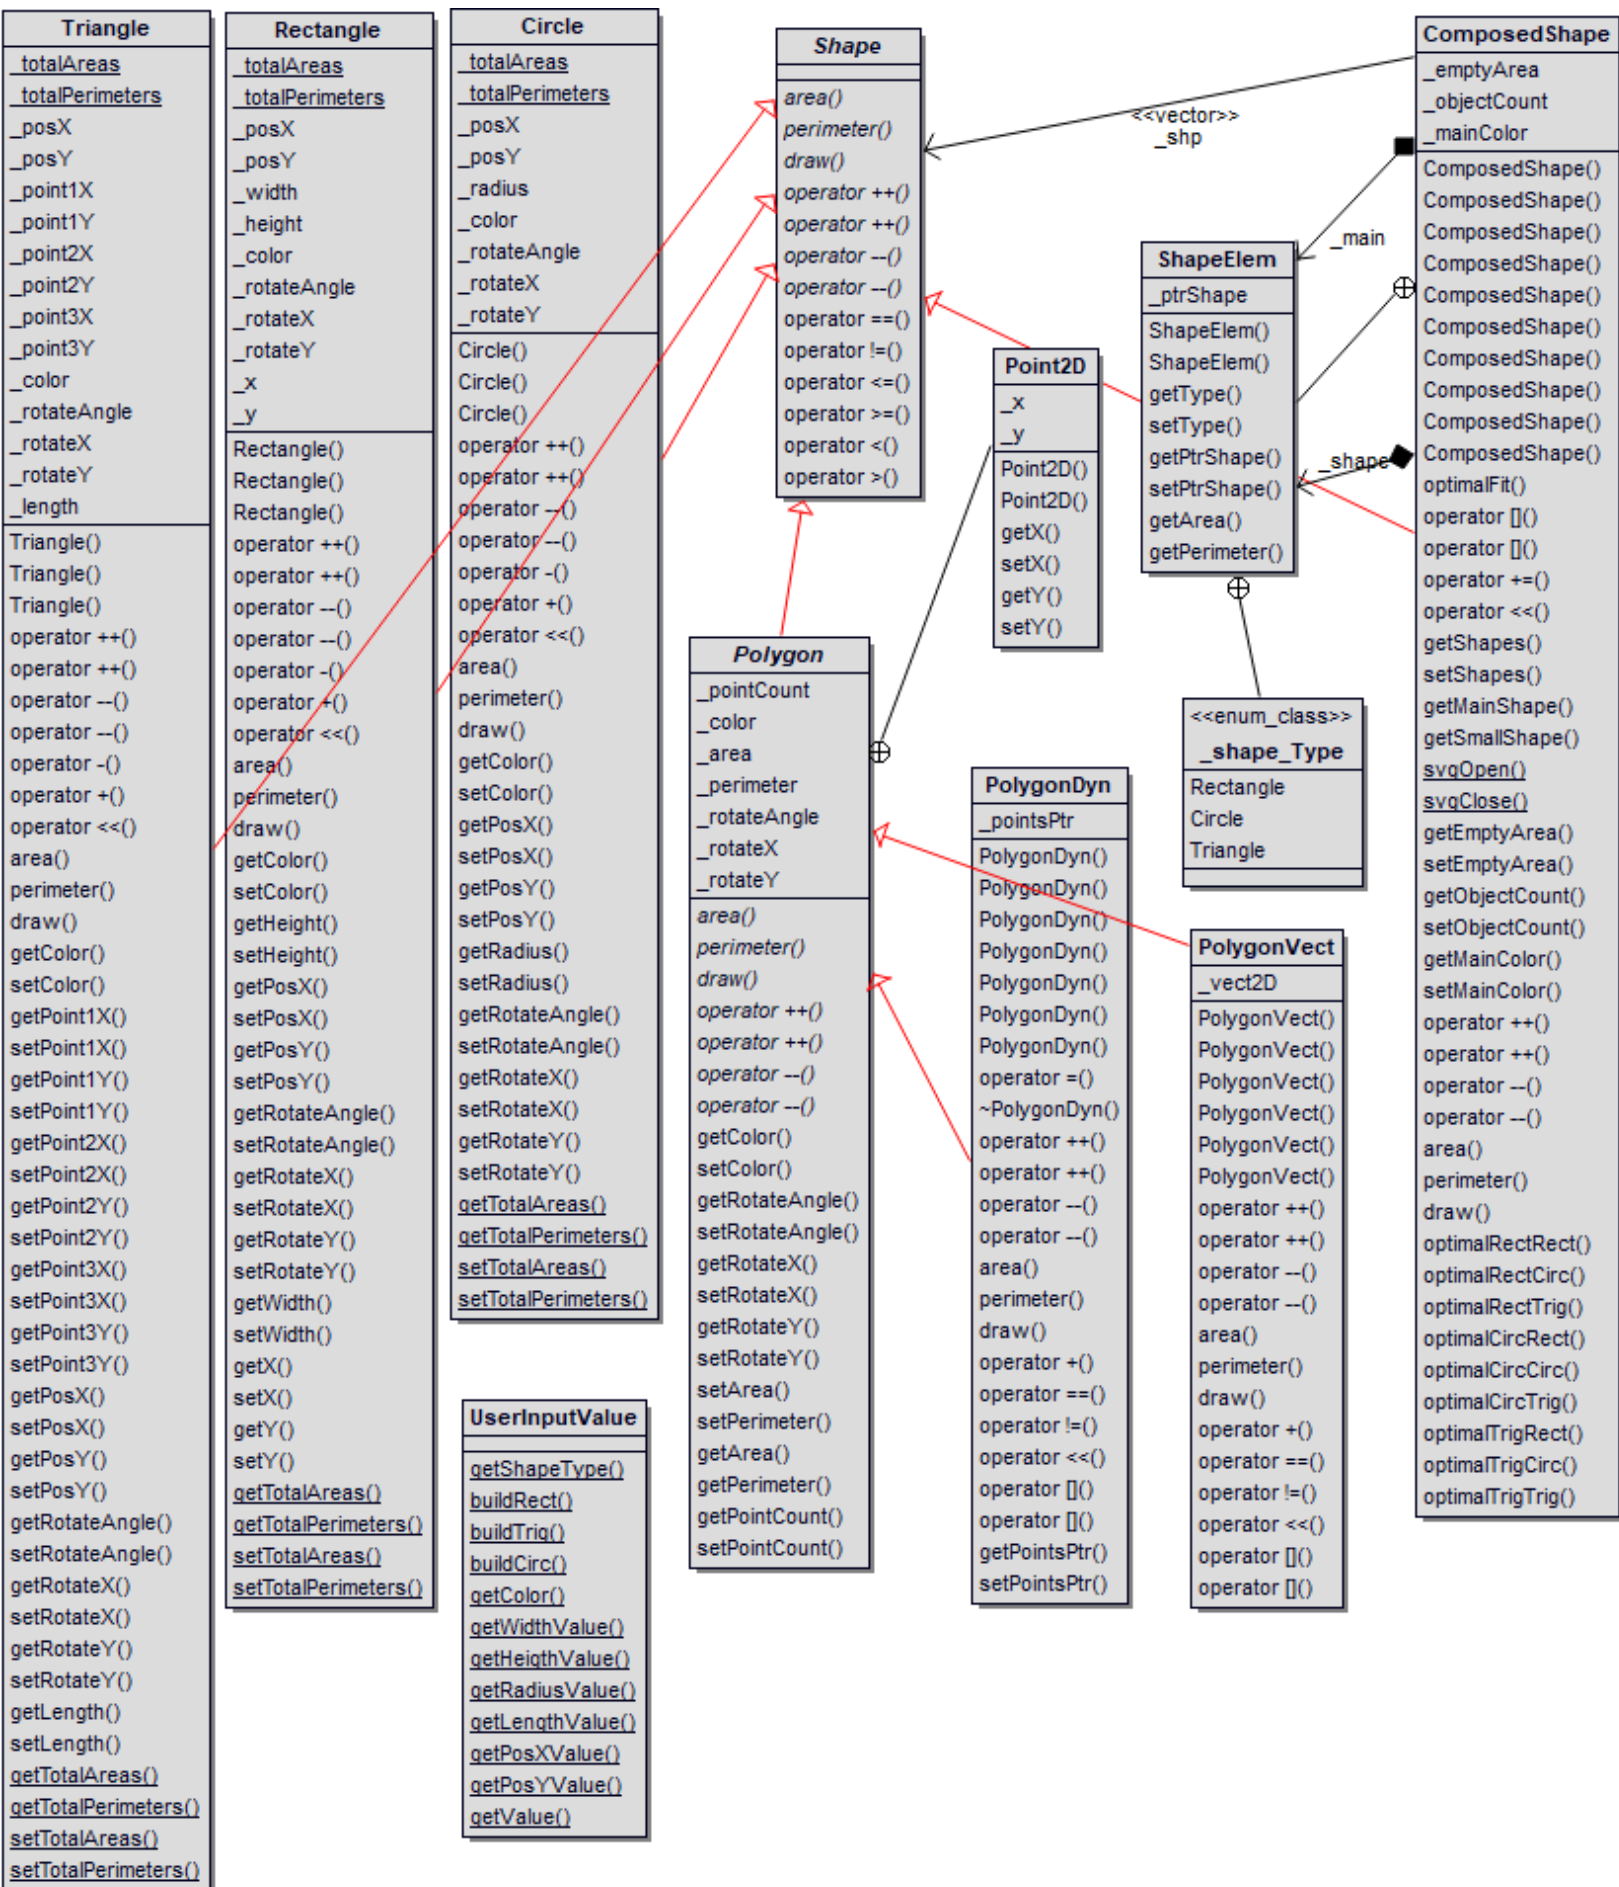 Triangle
_totalAreas
_totalPerimeters
_posX
_posY
_point1X
_point1Y
_point2X
_point2Y
_point3X
_point3Y
_color
_rotateAngle
_rotateX
_rotateY
_length
Triangle()
Triangle()
Triangle()
operator ++()
operator ++()
operator --()
operator --()
operator -()
operator +()
operator <<()
area()
perimeter()
draw()
getColor()
setColor()
getPoint1X()
setPoint1X()
getPoint1Y()
setPoint1Y()
getPoint2X()
setPoint2X()
getPoint2Y()
setPoint2Y()
getPoint3X()
setPoint3X()
getPoint3Y()
setPoint3Y()
getPosX()
setPosX()
getPosY()
setPosY()
getRotateAngle()
setRotateAngle()
getRotateX()
setRotateX()
getRotateY()
setRotateY()
getLength()
setLength()
getTotalAreas()
getTotalPerimeters()
setTotalAreas()
setTotalPerimeters()
Rectangle
_totalAreas
_totalPerimeters
_posX
_posY
_width
_height
_color
_rotateAngle
_rotateX
_rotateY
_x
_y
Rectangle()
Rectangle()
Rectangle()
operator ++()
operator ++()
operator --()
operator --()
operator -()
operator +()
operator <<()
area()
perimeter()
draw()
getColor()
setColor()
getHeight()
setHeight()
getPosX()
setPosX()
getPosY()
setPosY()
getRotateAngle()
setRotateAngle()
getRotateX()
setRotateX()
getRotateY()
setRotateY()
getWidth()
setWidth()
getX()
setX()
getY()
setY()
getTotalAreas()
getTotalPerimeters()
setTotalAreas()
setTotalPerimeters()
Circle
_totalAreas
_totalPerimeters
_posX
_posY
_radius
_color
_rotateAngle
_rotateX
_rotateY
Circle()
Circle()
Circle()
operator ++()
operator ++()
operator --()
operator --()
operator -()
operator +()
operator <<()
area()
perimeter()
draw()
getColor()
setColor()
getPosX()
setPosX()
getPosY()
setPosY()
getRadius()
setRadius()
getRotateAngle()
setRotateAngle()
getRotateX()
setRotateX()
getRotateY()
setRotateY()
getTotalAreas()
getTotalPerimeters()
setTotalAreas()
setTotalPerimeters()
UserInputValue
getShapeType()
buildRect()
buildTrig()
buildCirc()
getColor()
getWidthValue()
getHeigthValue()
getRadiusValue()
getLengthValue()
getPosXValue()
getPosYValue()
getValue()
Shape
area()
perimeter()
draw()
operator ++()
operator ++()
operator --()
operator --()
operator ==()
operator !=()
operator <=()
operator >=()
operator <()
operator >()
Polygon
_pointCount
_color
_area
_perimeter
_rotateAngle
_rotateX
_rotateY
area()
perimeter()
draw()
operator ++()
operator ++()
operator --()
operator --()
getColor()
setColor()
getRotateAngle()
setRotateAngle()
getRotateX()
setRotateX()
getRotateY()
setRotateY()
setArea()
setPerimeter()
getArea()
getPerimeter()
getPointCount()
setPointCount()
Point2D
_x
_y
Point2D()
Point2D()
getX()
setX()
getY()
setY()
PolygonDyn
_pointsPtr
PolygonDyn()
PolygonDyn()
PolygonDyn()
PolygonDyn()
PolygonDyn()
PolygonDyn()
PolygonDyn()
operator =()
~PolygonDyn()
operator ++()
operator ++()
operator --()
operator --()
area()
perimeter()
draw()
operator +()
operator ==()
operator !=()
operator <<()
operator []()
operator []()
getPointsPtr()
setPointsPtr()
<<vector>>
_shp
_main
_shape
ShapeElem
_ptrShape
ShapeElem()
ShapeElem()
getType()
setType()
getPtrShape()
setPtrShape()
getArea()
getPerimeter()
<<enum_class>>
_shape_Type
Rectangle
Circle
Triangle
PolygonVect
_vect2D
PolygonVect()
PolygonVect()
PolygonVect()
PolygonVect()
PolygonVect()
PolygonVect()
operator ++()
operator ++()
operator --()
operator --()
area()
perimeter()
draw()
operator +()
operator ==()
operator !=()
operator <<()
operator []()
operator []()
ComposedShape
_emptyArea
_objectCount
_mainColor
ComposedShape()
ComposedShape()
ComposedShape()
ComposedShape()
ComposedShape()
ComposedShape()
ComposedShape()
ComposedShape()
ComposedShape()
ComposedShape()
optimalFit()
operator []()
operator []()
operator +=()
operator <<()
getShapes()
setShapes()
getMainShape()
getSmallShape()
svgOpen()
svgClose()
getEmptyArea()
setEmptyArea()
getObjectCount()
setObjectCount()
getMainColor()
setMainColor()
operator ++()
operator ++()
operator --()
operator --()
area()
perimeter()
draw()
optimalRectRect()
optimalRectCirc()
optimalRectTrig()
optimalCircRect()
optimalCircCirc()
optimalCircTrig()
optimalTrigRect()
optimalTrigCirc()
optimalTrigTrig()